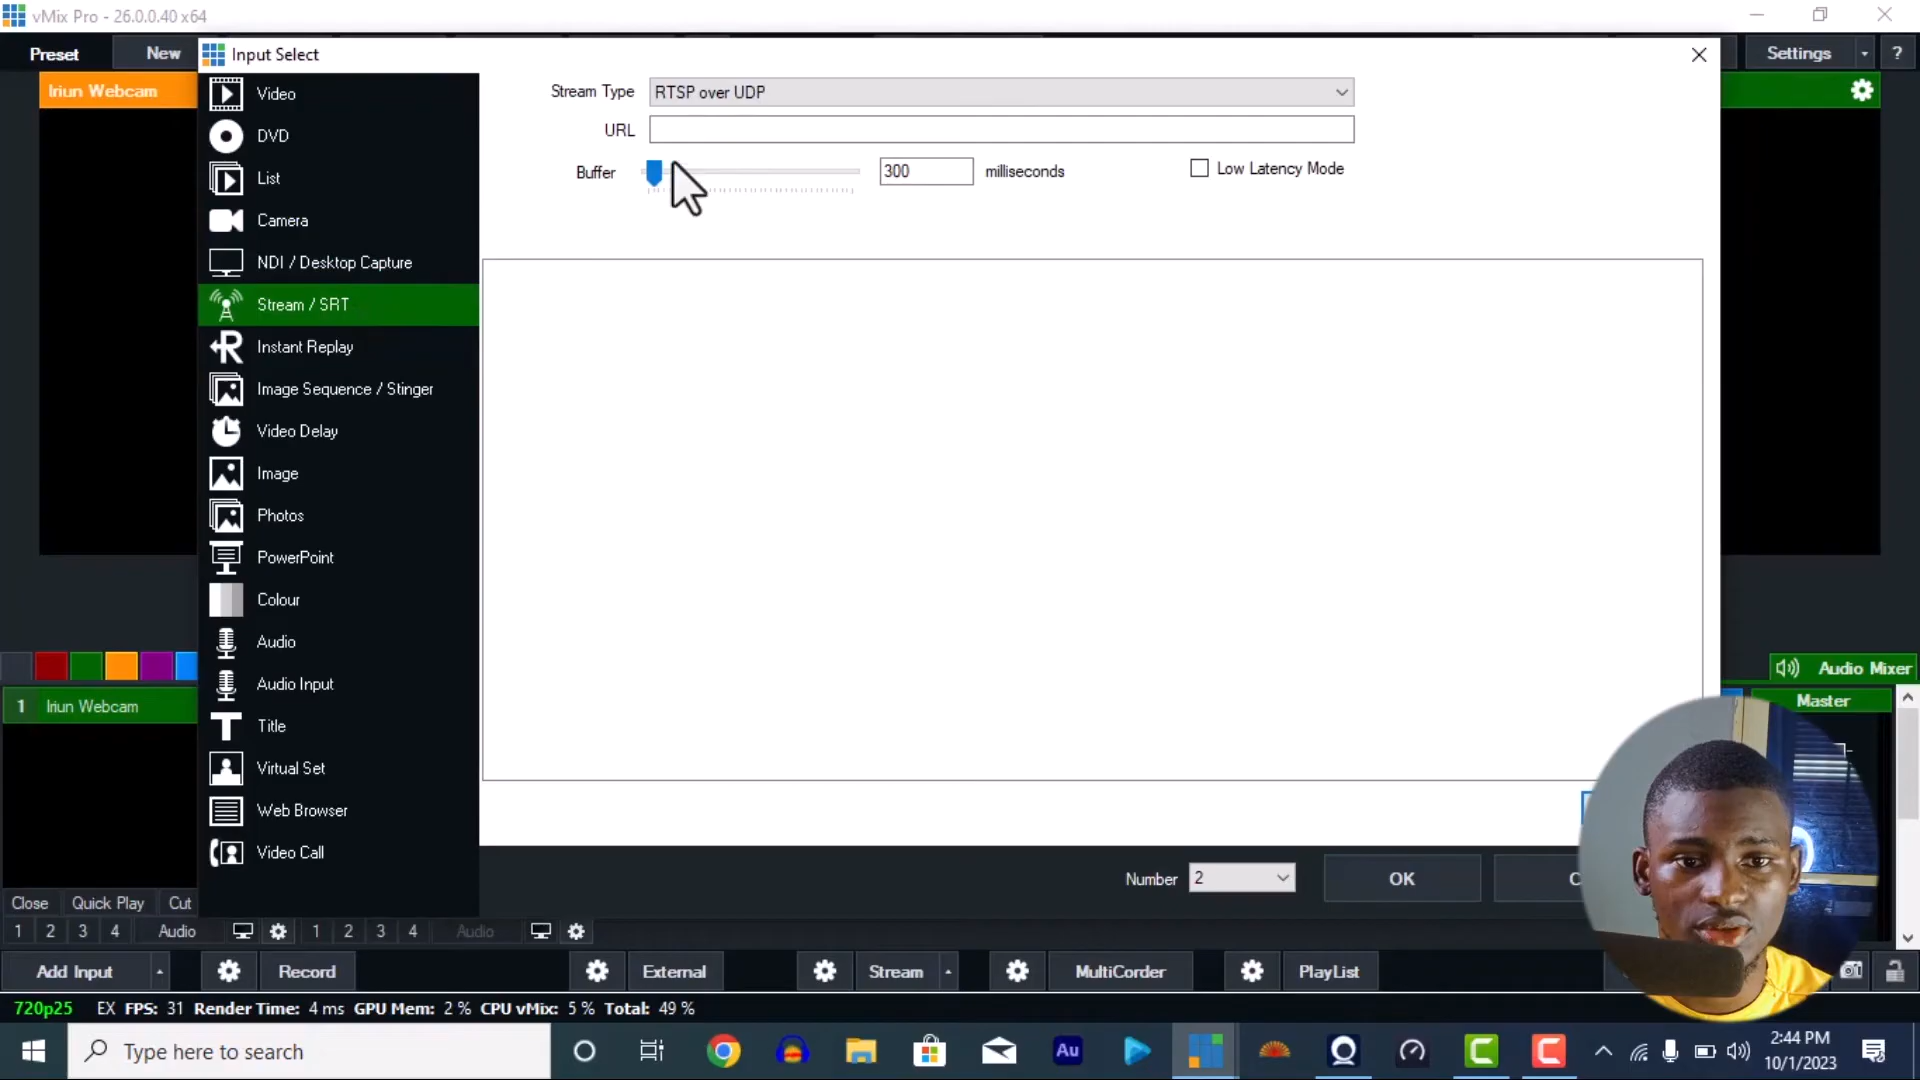 vMix Pro - 26.0.0.40 x64
Preset
New
Input Select
Settings
?
Iriun Webcam
Video
DVD
List
Camera
NDI / Desktop Capture
Stream / SRT
Instant Replay
Image Sequence / Stinger
Video Delay
Image
Photos
PowerPoint
Colour
Audio
Audio Input
Title
Virtual Set
Web Browser
Video Call
Stream Type RTSP over UDP
URL
Buffer 300 milliseconds Low Latency Mode
Audio Mixer
Master
1 Iriun Webcam
Number 2 OK C
Close Quick Play Cut
1 2 3 4 Audio 1 2 3 4 Audio
Add Input Record External Stream MultiCorder PlayList
720p25 EX FPS: 31 Render Time: 4 ms GPU Mem: 2 % CPU vMix: 5 % Total: 49 %
Type here to search
Au
2:44 PM
10/1/2023